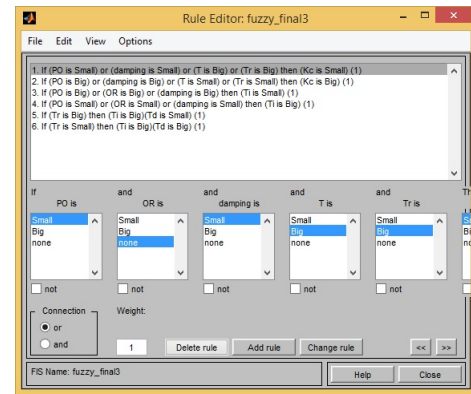 Rule Editor: fuzzy_final3
File Edit View Options
1. If (PO is Small) or (damping is Small) or (T is Big) or (Tr is Big) then (Kc is Small) (1)
2. If (PO is Big) or (damping is Big) or (T is Small) or (Tr is Small) then (Kc is Big) (1)
3. If (PO is Big) or (OR is Big) or (damping is Big) then (Ti is Small) (1)
4. If (PO is Small) or (OR is Small) or (damping is Small) then (Ti is Small) (1)
5. If (Tr is Big) then (Ti is Big)(Td is Small) (1)
6. If (Tr is Small) then (Ti is Big)(Td is Big) (1)
If and and and and Th
PO is OR is damping is T is Tr is
Small Small Small Small Small
Big Big Big Big Big Bi
none none none none none
not not not not not
Connection Weight:
or
and 1 Delete rule Add rule Change rule << >>
FIS Name: fuzzy_final3 Help Close